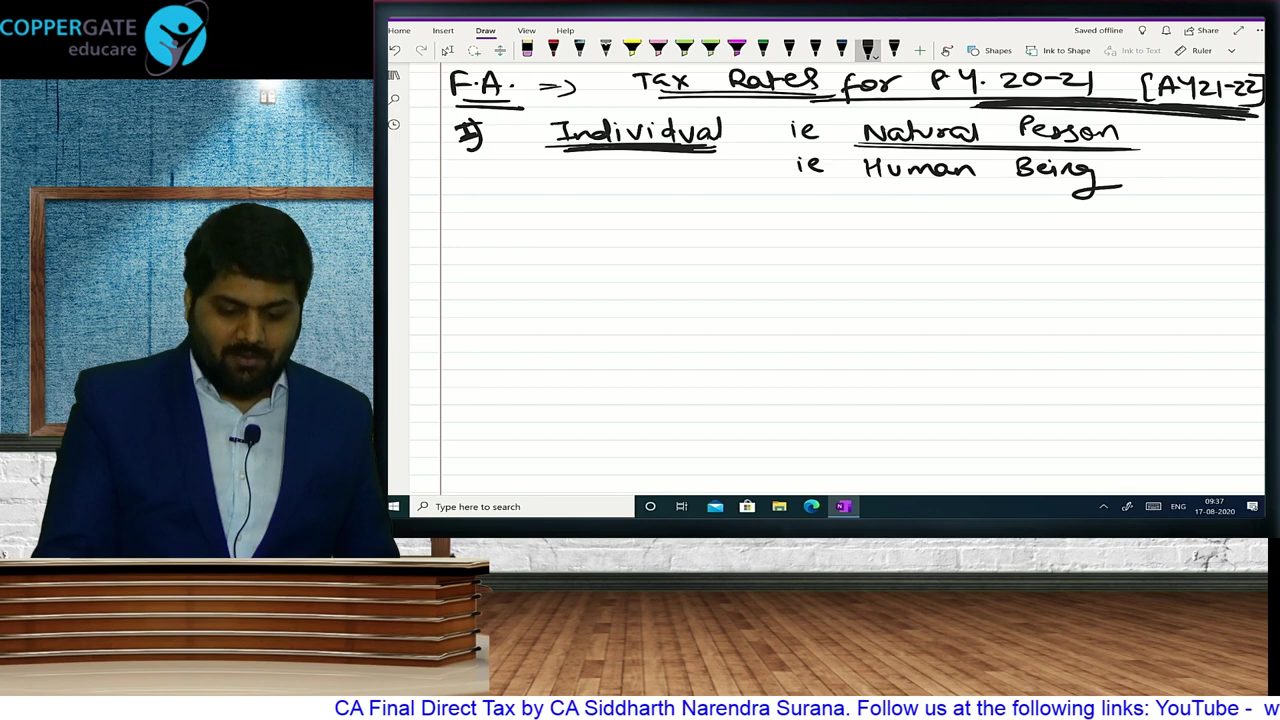 COPPERGATE
educare
Home Insert Draw View Help
Saved offline Share
Shapes Ink to Shape Ink to Text Ruler
F.A. => Tax Rates for P.Y. 20-21 [AY21-22]
I) Individual ie Natural Person
ie Human Being
Type here to search
ENG 09:37
17-08-2020
CA Final Direct Tax by CA Siddharth Narendra Surana. Follow us at the following links: YouTube - w